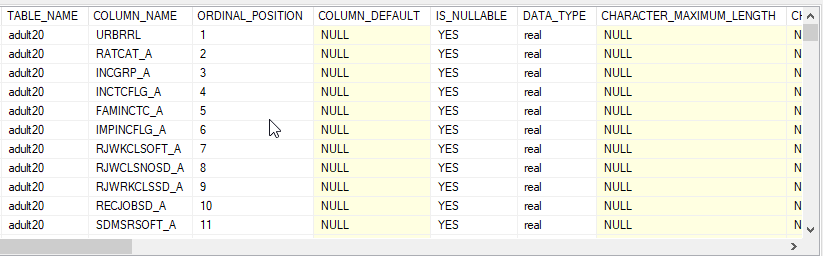 TABLE_NAME COLUMN_NAME ORDINAL_POSITION COLUMN_DEFAULT IS_NULLABLE DATA_TYPE CHARACTER_MAXIMUM_LENGTH CH
adult20 URBRRL 1 NULL YES real NULL N
adult20 RATCAT_A 2 NULL YES real NULL N
adult20 INCGRP_A 3 NULL YES real NULL N
adult20 INCTCFLG_A 4 NULL YES real NULL N
adult20 FAMINCTC_A 5 NULL YES real NULL N
adult20 IMPINCFLG_A 6 NULL YES real NULL N
adult20 RJWKCLSOFT_A 7 NULL YES real NULL N
adult20 RJWCLSNOSD_A 8 NULL YES real NULL N
adult20 RJWRKCLSSD_A 9 NULL YES real NULL N
adult20 RECJOBSD_A 10 NULL YES real NULL N
adult20 SDMSRSOFT_A 11 NULL YES real NULL N